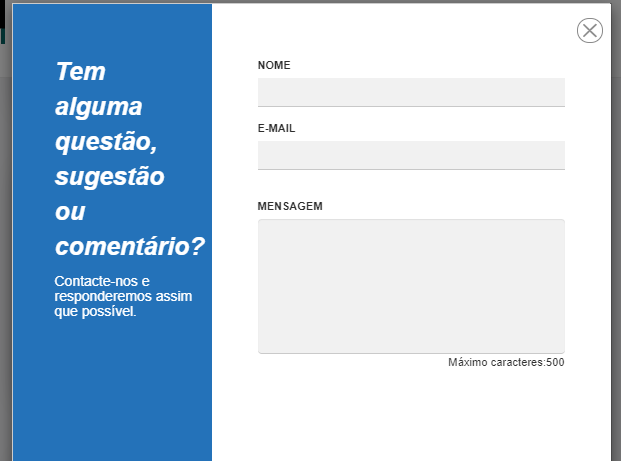 Tem
alguma
questão,
sugestão
ou
comentário?
Contacte-nos e
responderemos assim
que possível.
NOME
E-MAIL
MENSAGEM
Máximo caracteres:500